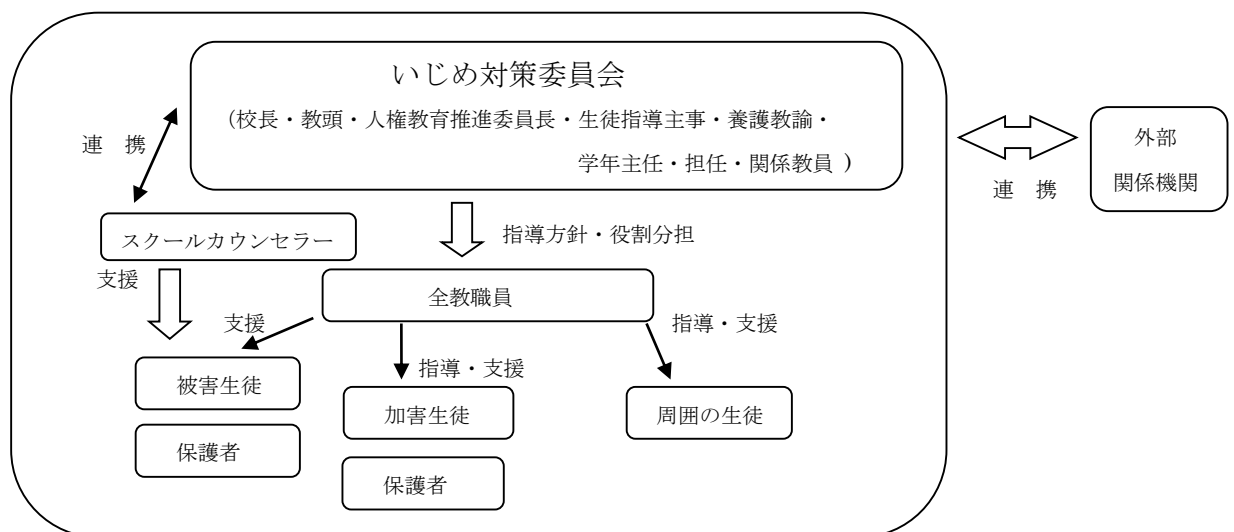 いじめ対策委員会
（校長・教頭・人権教育推進委員長・生徒指導主事・養護教諭・
学年主任・担任・関係教員 ）
連　携
外部
関係機関
連　携
スクールカウンセラー
指導方針・役割分担
支援
全教職員
支援
指導・支援
指導・支援
被害生徒
加害生徒
周囲の生徒
保護者
保護者